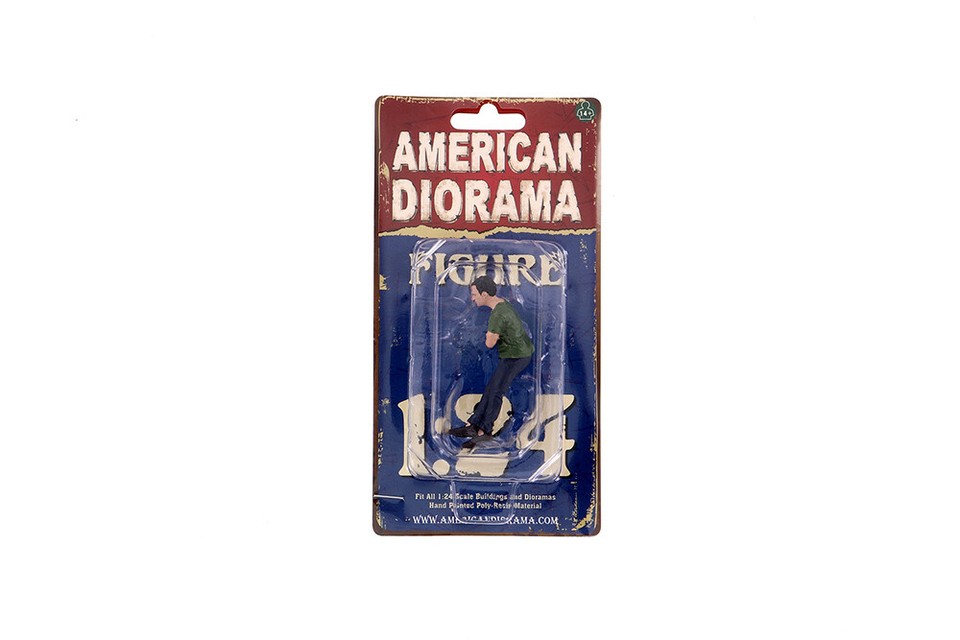 14+
AMERICAN
DIORAMA
FIGURE
1:24
Fit All 1:24 Scale Buildings and Dioramas
Hand Painted Poly-Resin Material
WWW.AMERICANDIORAMA.COM